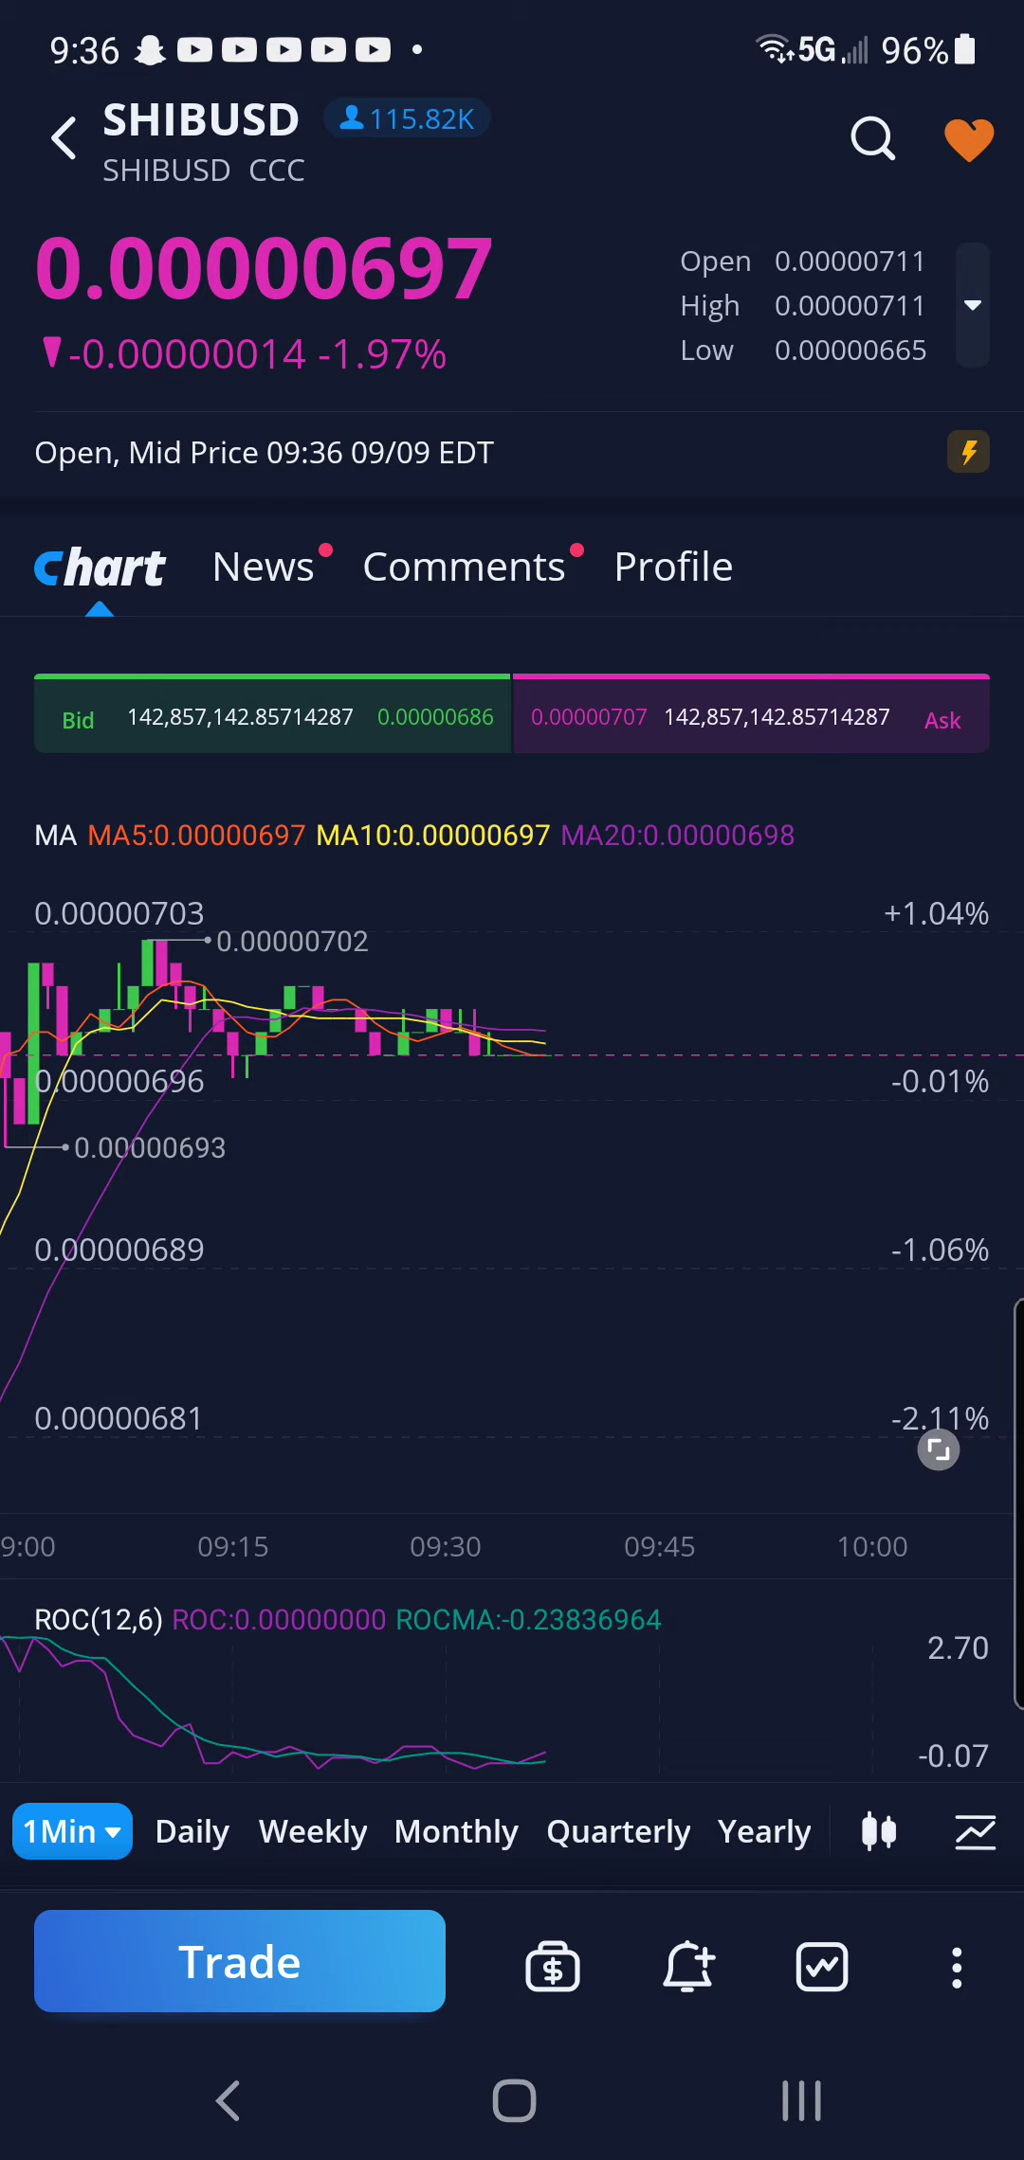 9:36 5G 96%
SHIBUSD 115.82K
SHIBUSD CCC
0.00000697
-0.00000014 -1.97%
Open 0.00000711
High 0.00000711
Low 0.00000665
Open, Mid Price 09:36 09/09 EDT
Chart News Comments Profile
Bid 142,857,142.85714287 0.00000686 0.00000707 142,857,142.85714287 Ask
MA MA5:0.00000697 MA10:0.00000697 MA20:0.00000698
0.00000703 +1.04%
0.00000702
0.00000696 -0.01%
0.00000693
0.00000689 -1.06%
0.00000681 -2.11%
9:00 09:15 09:30 09:45 10:00
ROC(12,6) ROC:0.00000000 ROCMA:-0.23836964
2.70
-0.07
1Min Daily Weekly Monthly Quarterly Yearly
Trade